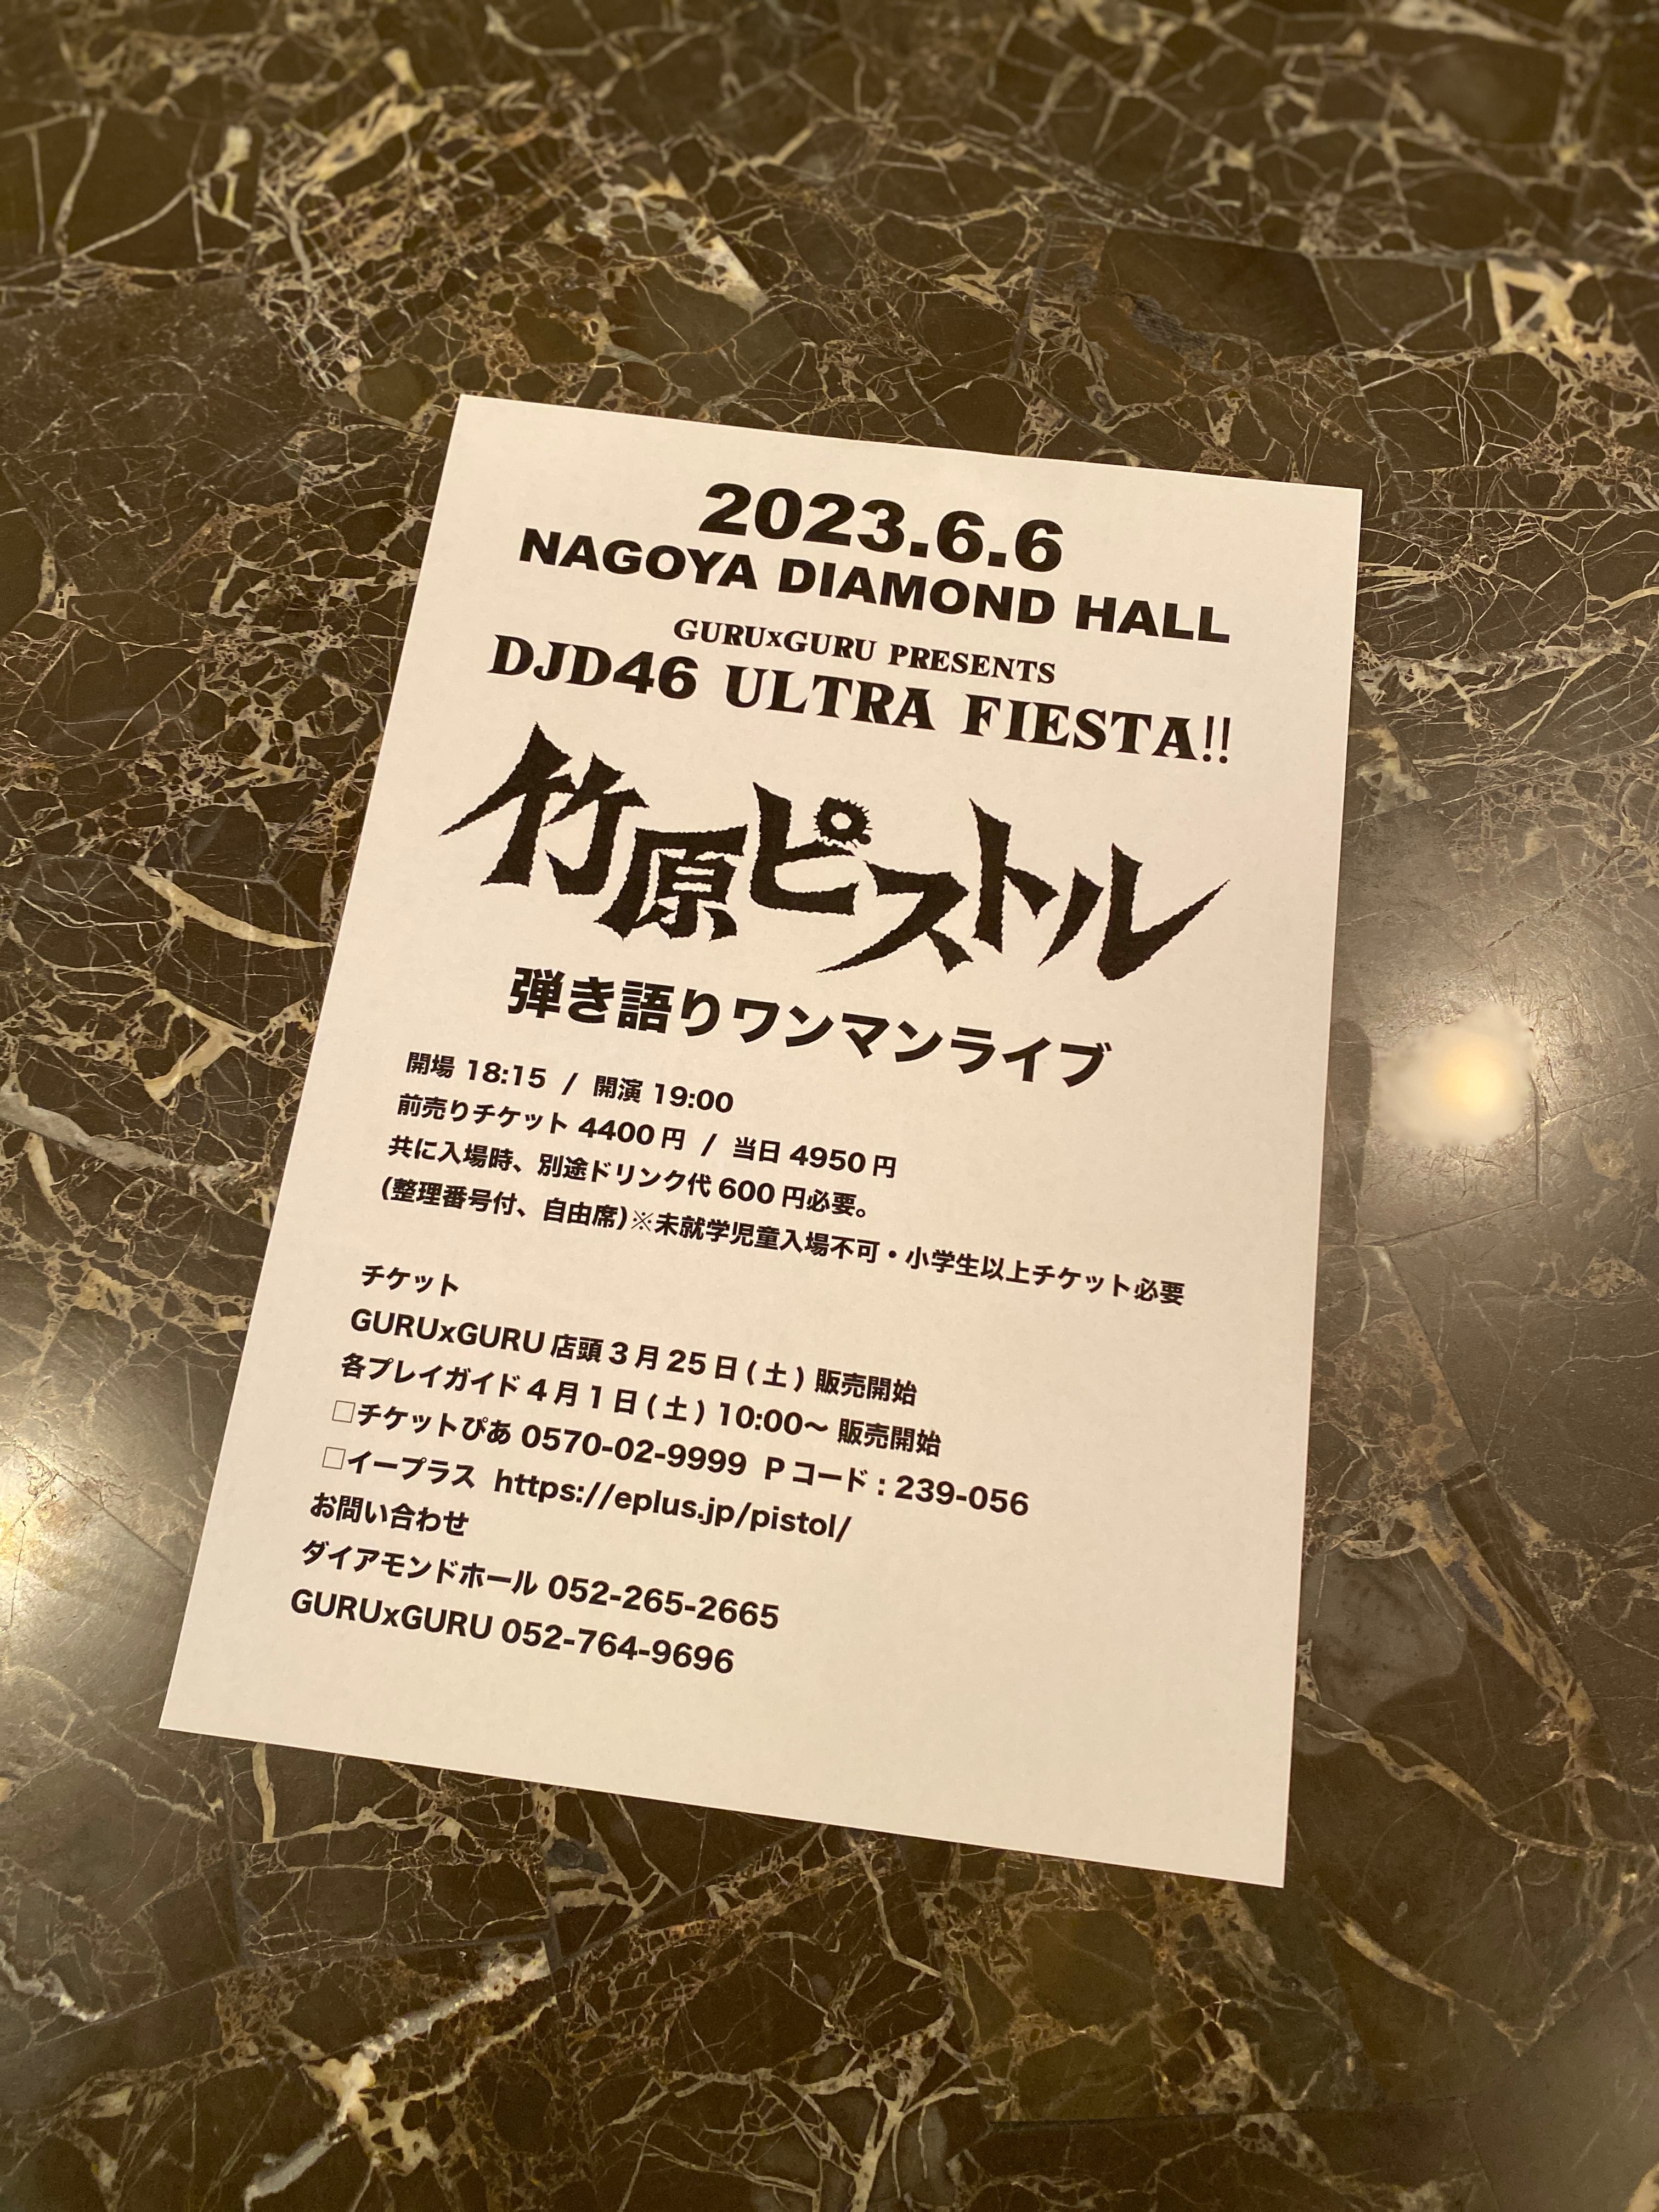 2023.6.6
NAGOYA DIAMOND HALL
GURUxGURU PRESENTS
DJD46 ULTRA FIESTA!!
竹原ピストル
弾き語りワンマンライブ
開場 18:15 / 開演 19:00
前売りチケット 4400円 / 当日 4950円
共に入場時、別途ドリンク代 600円必要。
(整理番号付、自由席)※未就学児童入場不可・小学生以上チケット必要
チケット
GURUxGURU 店頭 3月25日(土) 販売開始
各プレイガイド 4月1日(土) 10:00〜 販売開始
□チケットぴあ 0570-02-9999 Pコード:239-056
□イープラス https://eplus.jp/pistol/
お問い合わせ
ダイアモンドホール 052-265-2665
GURUxGURU 052-764-9696